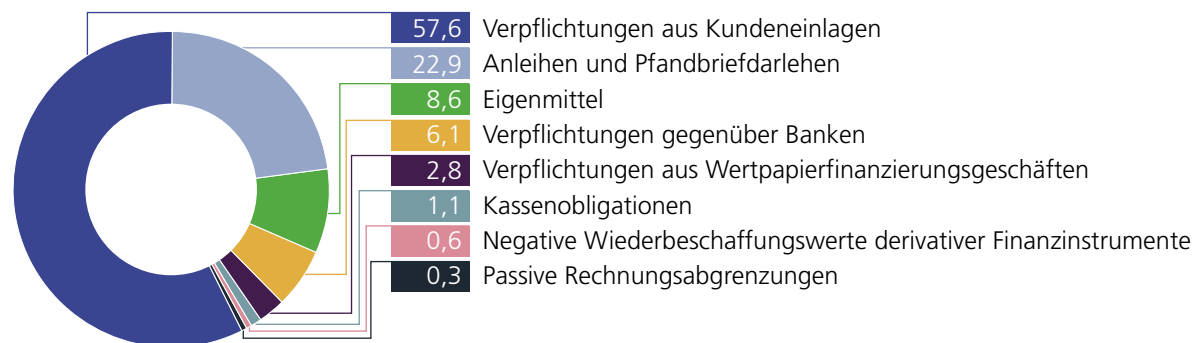 57,6 Verpflichtungen aus Kundeneinlagen
22,9 Anleihen und Pfandbriefdarlehen
8,6 Eigenmittel
6,1 Verpflichtungen gegenüber Banken
2,8 Verpflichtungen aus Wertpapierfinanzierungsgeschäften
1,1 Kassenobligationen
0,6 Negative Wiederbeschaffungswerte derivativer Finanzinstrumente
0,3 Passive Rechnungsabgrenzungen